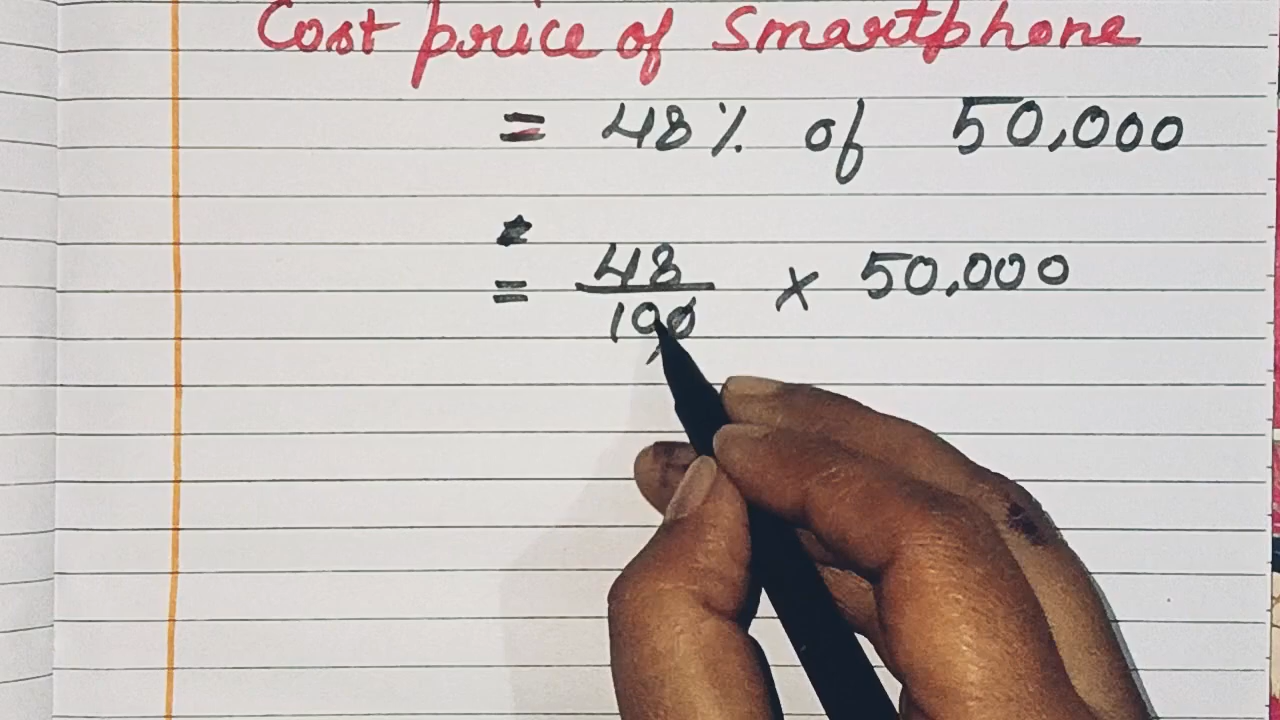 Cost price of Smartphone
= 48% of 50,000
= 48/100 × 50,000